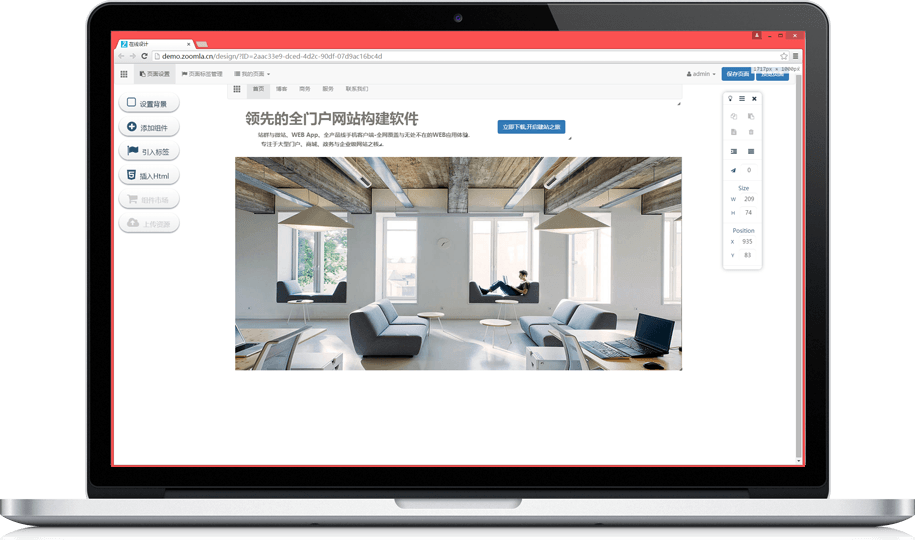 在线设计
demo.zoomla.cn/design/?ID=2aac33e9-dced-4d2c-90df-07d9ac16bc4d
页面设置 页面标签管理 我的页面 admin 保存页面
首页 博客 商务 服务 联系我们
设置背景
添加组件
引入标签
插入Html
组件市场
上传资源
领先的全门户网站构建软件
站群与微站、WEB App、全产品线手机客户端-全网覆盖与无处不在的WEB应用体验.
专注于大型门户、商城、政务与企业级网站之核心.
立即下载,开启建站之旅
0
Size
W 209
H 74
Position
X 935
Y 83